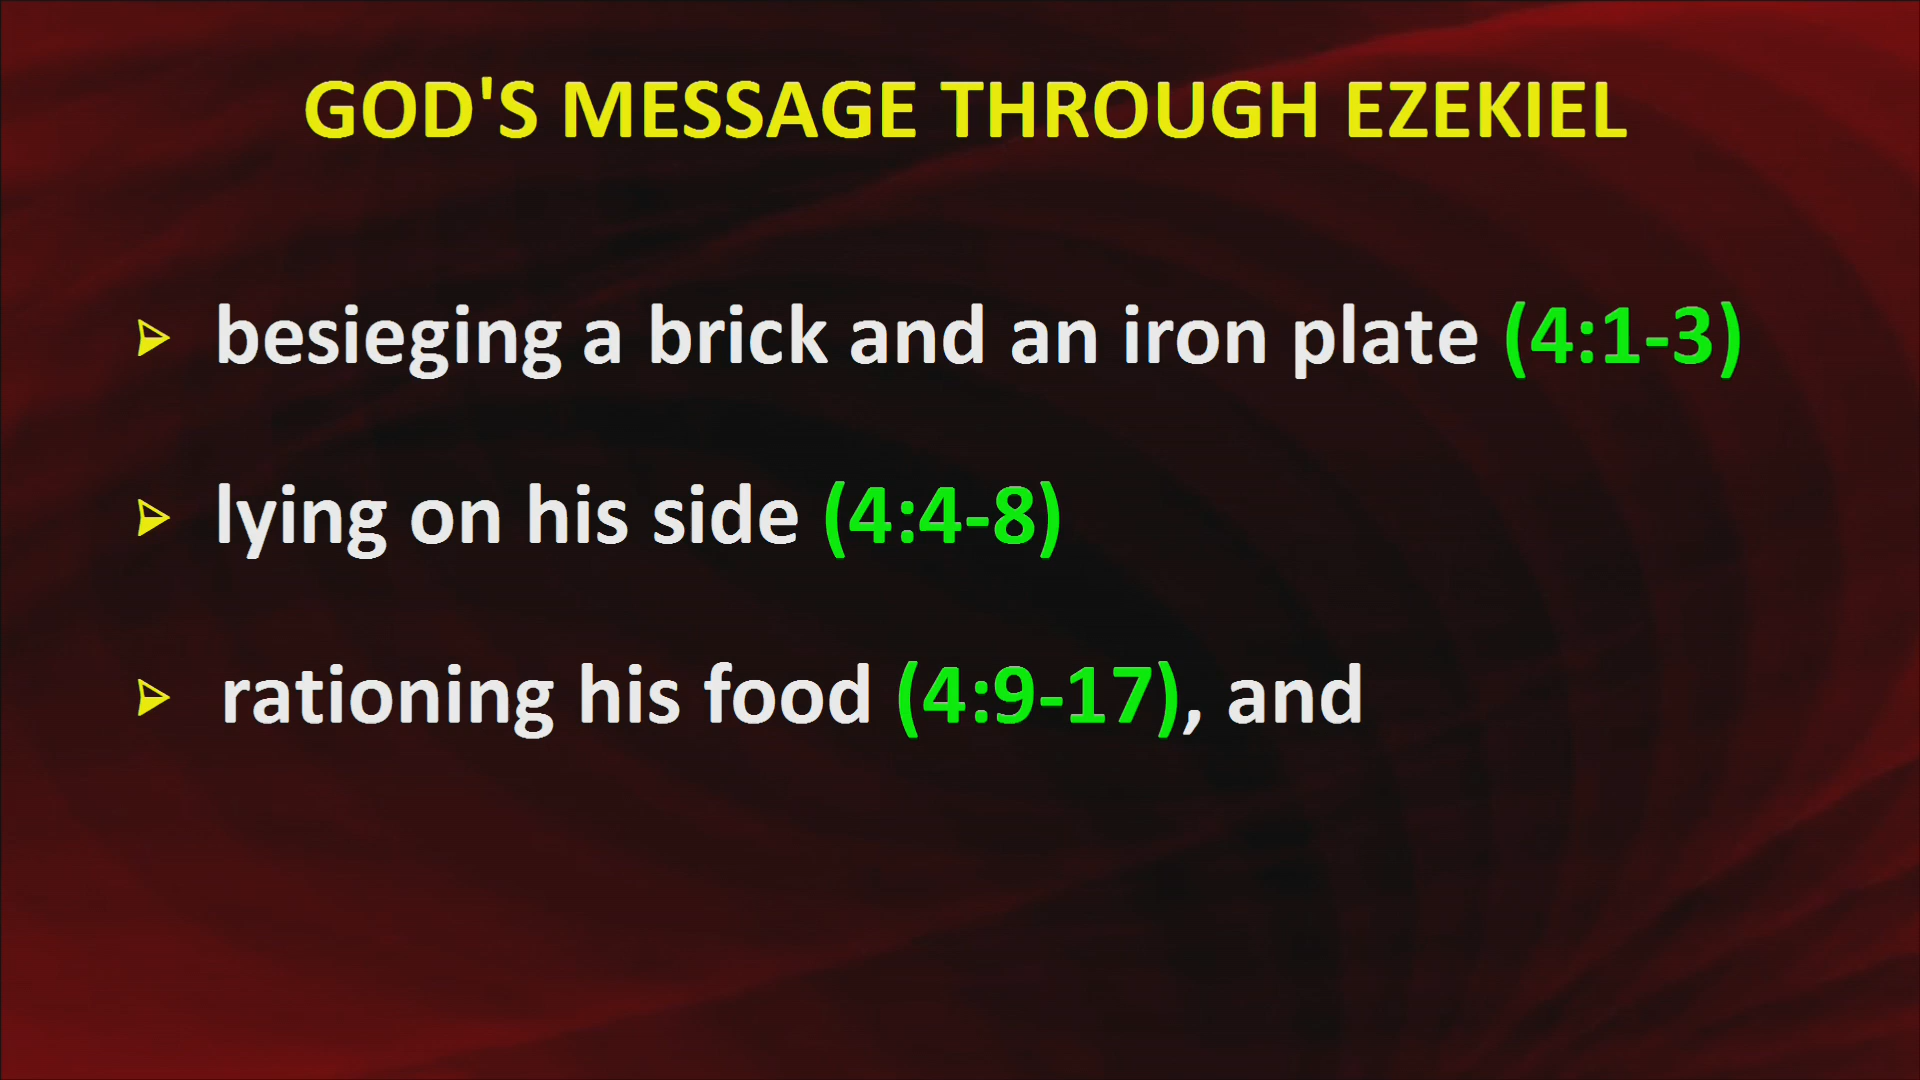 GOD'S MESSAGE THROUGH EZEKIEL
besieging a brick and an iron plate (4:1-3)
lying on his side (4:4-8)
rationing his food (4:9-17), and